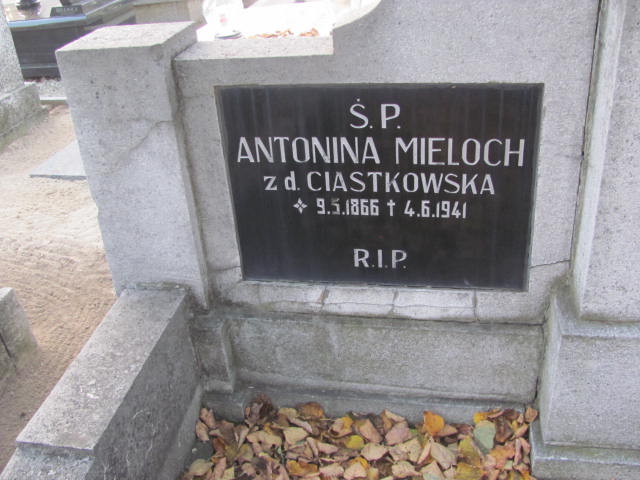 Ś.P.
ANTONINA MIELOCH
z d. CIASTKOWSKA
✧ 9.5.1866 † 4.6.1941
R.I.P.